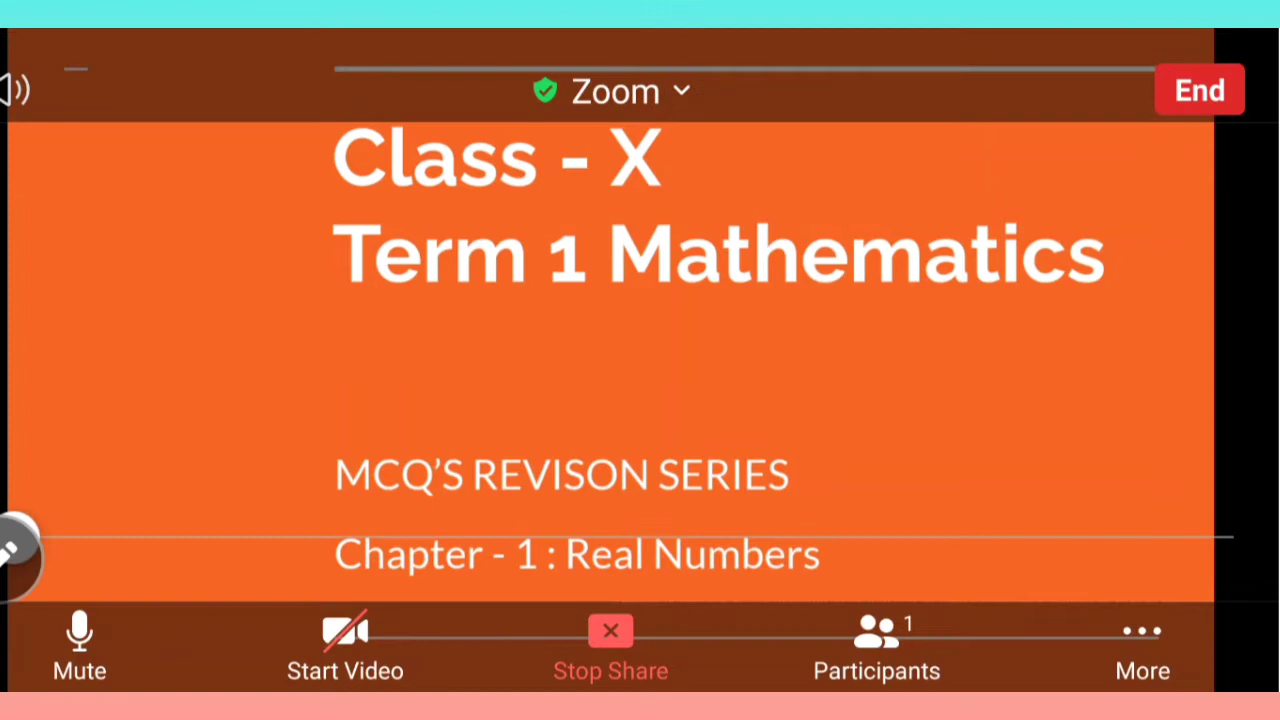 Zoom
End
Class - X
Term 1 Mathematics
MCQ’S REVISON SERIES
Chapter - 1 : Real Numbers
1
Mute
Start Video
Stop Share
Participants
More